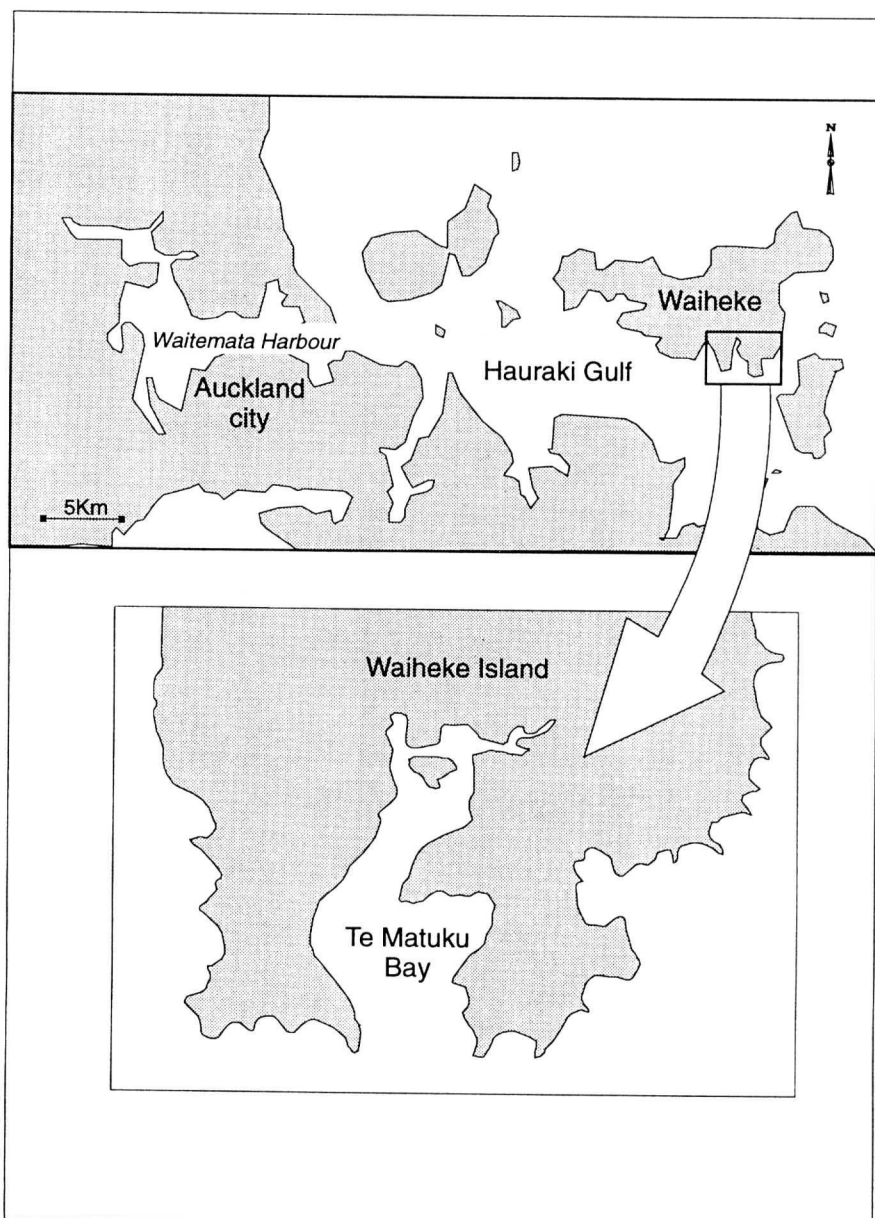 N
Waiheke
Waitemata Harbour
Hauraki Gulf
Auckland
city
5Km
Waiheke Island
Te Matuku
Bay